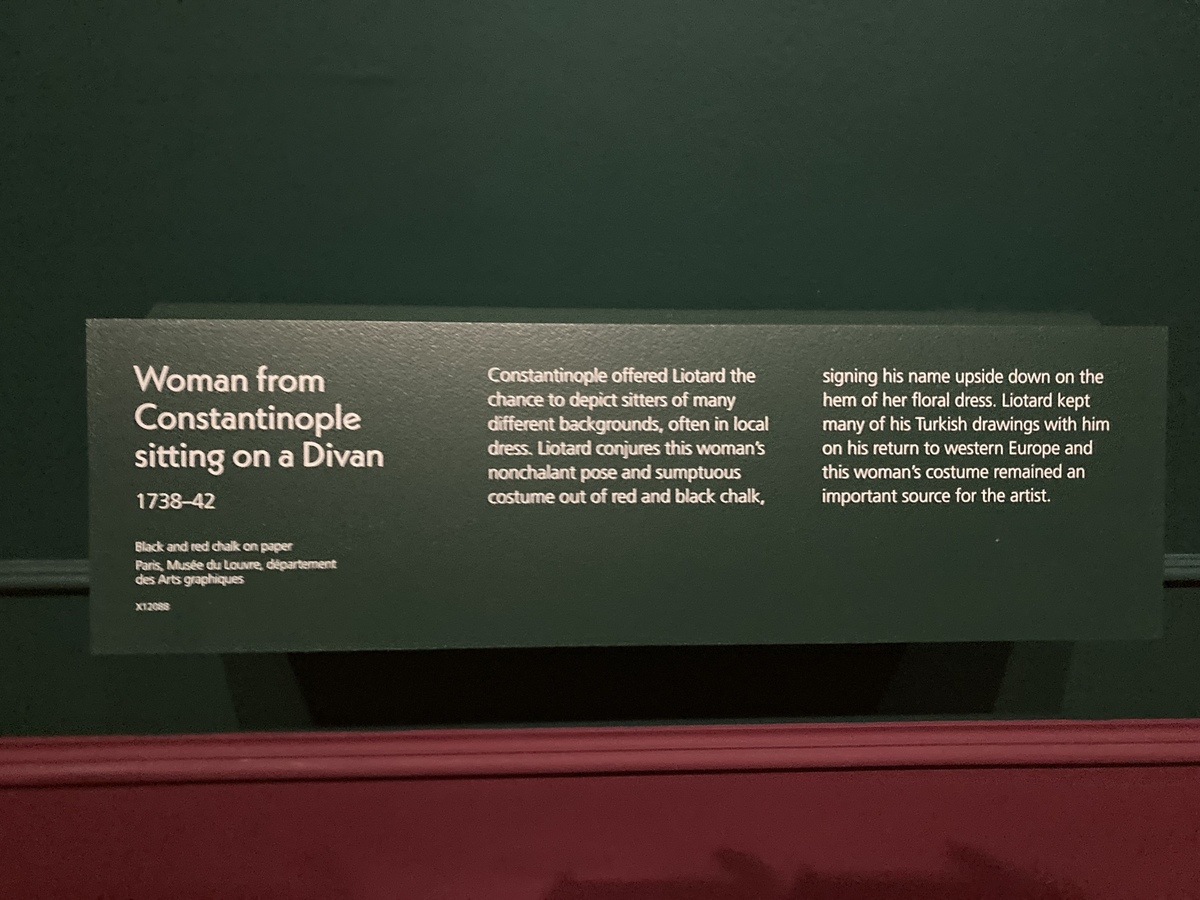 Woman from
Constantinople
sitting on a Divan
1738–42
Black and red chalk on paper
Paris, Musée du Louvre, département
des Arts graphiques
X12088
Constantinople offered Liotard the
chance to depict sitters of many
different backgrounds, often in local
dress. Liotard conjures this woman's
nonchalant pose and sumptuous
costume out of red and black chalk,
signing his name upside down on the
hem of her floral dress. Liotard kept
many of his Turkish drawings with him
on his return to western Europe and
this woman's costume remained an
important source for the artist.